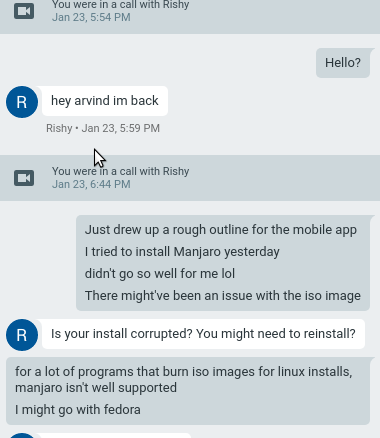 You were in a call with Rishy
Jan 23, 5:54 PM
Hello?
R
hey arvind im back
Rishy • Jan 23, 5:59 PM
You were in a call with Rishy
Jan 23, 6:44 PM
Just drew up a rough outline for the mobile app
I tried to install Manjaro yesterday
didn't go so well for me lol
There might've been an issue with the iso image
R
Is your install corrupted? You might need to reinstall?
for a lot of programs that burn iso images for linux installs,
manjaro isn't well supported
I might go with fedora